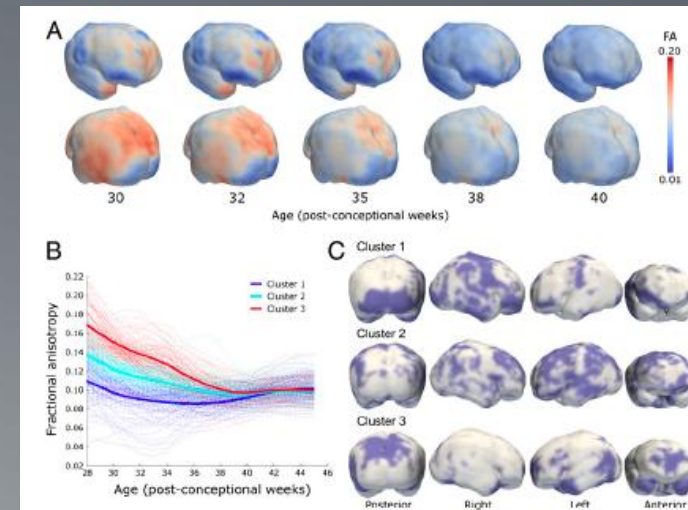 A
FA
0.20
0.01
30 32 35 38 40
Age (post-conceptional weeks)
B
0.22
0.20
0.18
0.16
0.14
0.12
0.10
0.08
0.06
0.04
0.02
Fractional anisotropy
Cluster 1
Cluster 2
Cluster 3
28 30 32 34 36 38 40 42 44 46
Age (post-conceptional weeks)
C
Cluster 1
Cluster 2
Cluster 3
Posterior Right Left Anterior